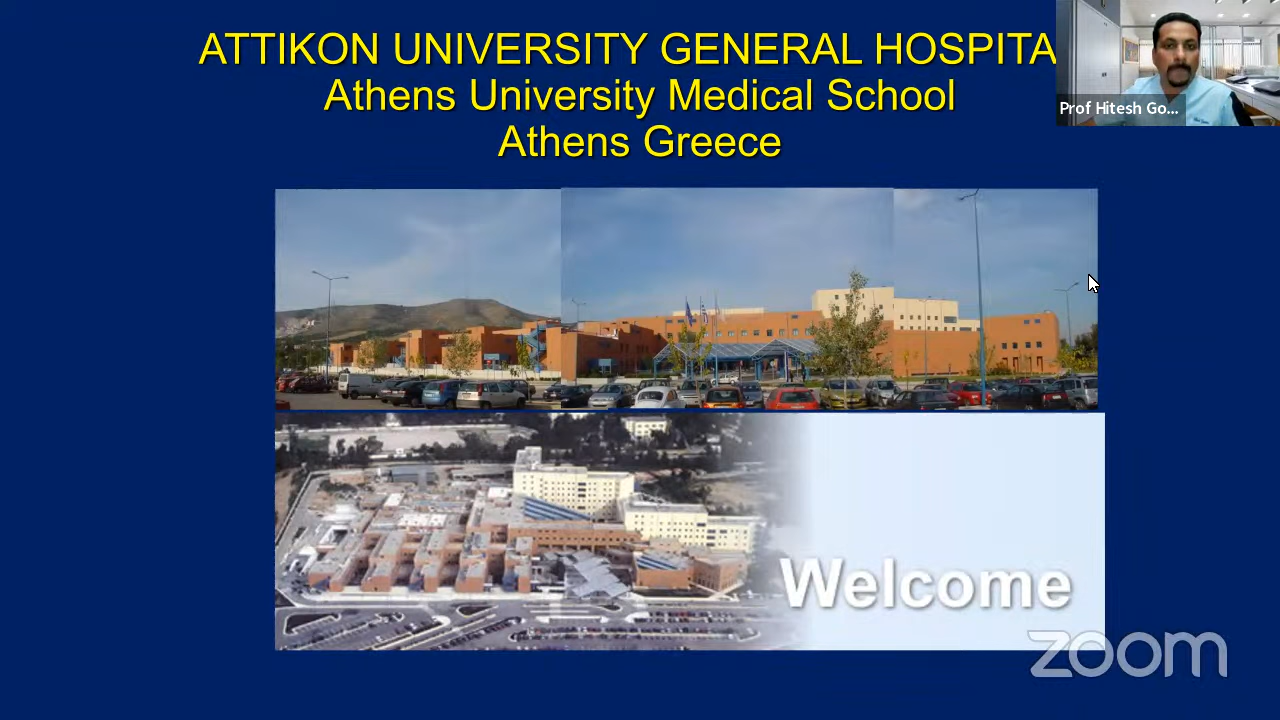 ATTIKON UNIVERSITY GENERAL HOSPITA
Athens University Medical School
Athens Greece
Prof Hitesh Go...
Welcome
zoom